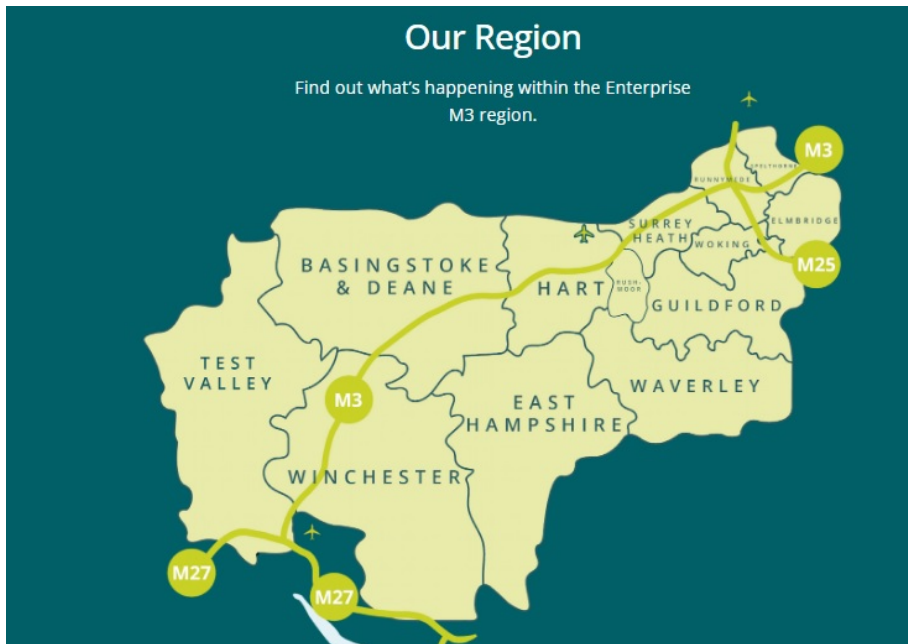 Our Region
Find out what's happening within the Enterprise
M3 region.
M3
SPELTHORNE
RUNNYMEDE
ELMBRIDGE
SURREY
HEATH
WOKING
M25
BASINGSTOKE
& DEANE
HART
RUSH-
MOOR
GUILDFORD
TEST
VALLEY
M3
WAVERLEY
EAST
HAMPSHIRE
WINCHESTER
M27
M27